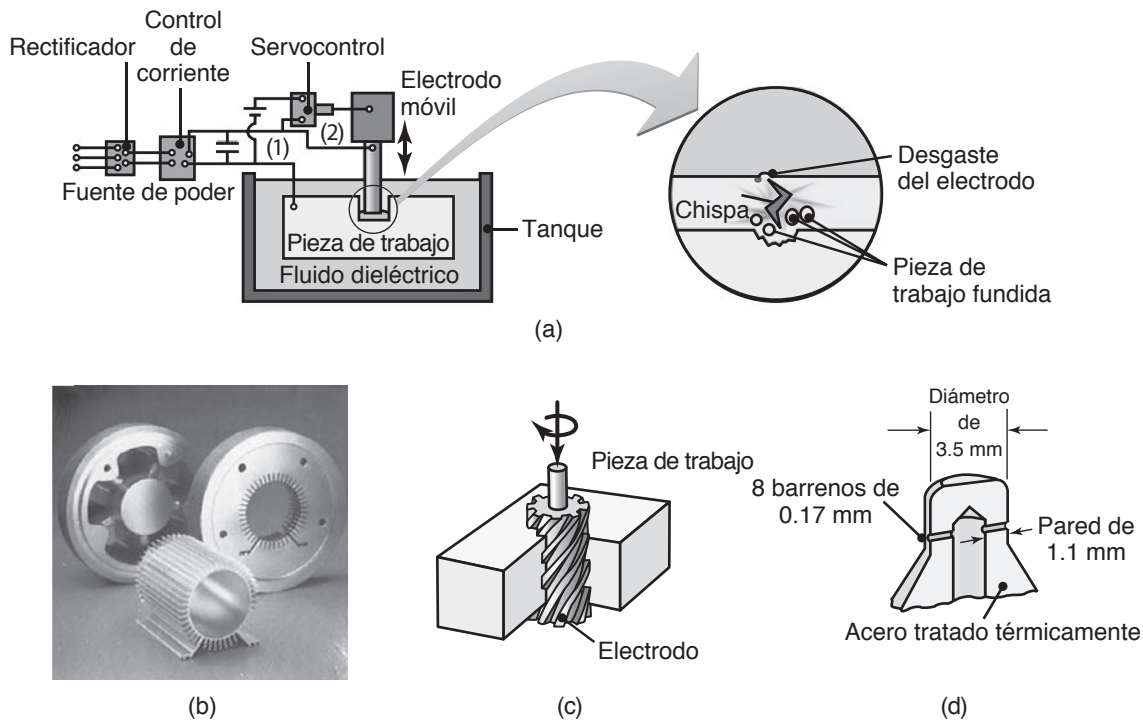 Rectificador
Control
de
corriente
Servocontrol
Electrodo
móvil
(1)
(2)
Fuente de poder
Pieza de trabajo
Fluido dieléctrico
Tanque
Chispa
Desgaste
del electrodo
Pieza de
trabajo fundida
(a)
(b)
Pieza de trabajo
Electrodo
(c)
Diámetro
de
3.5 mm
8 barrenos de
0.17 mm
Pared de
1.1 mm
Acero tratado térmicamente
(d)